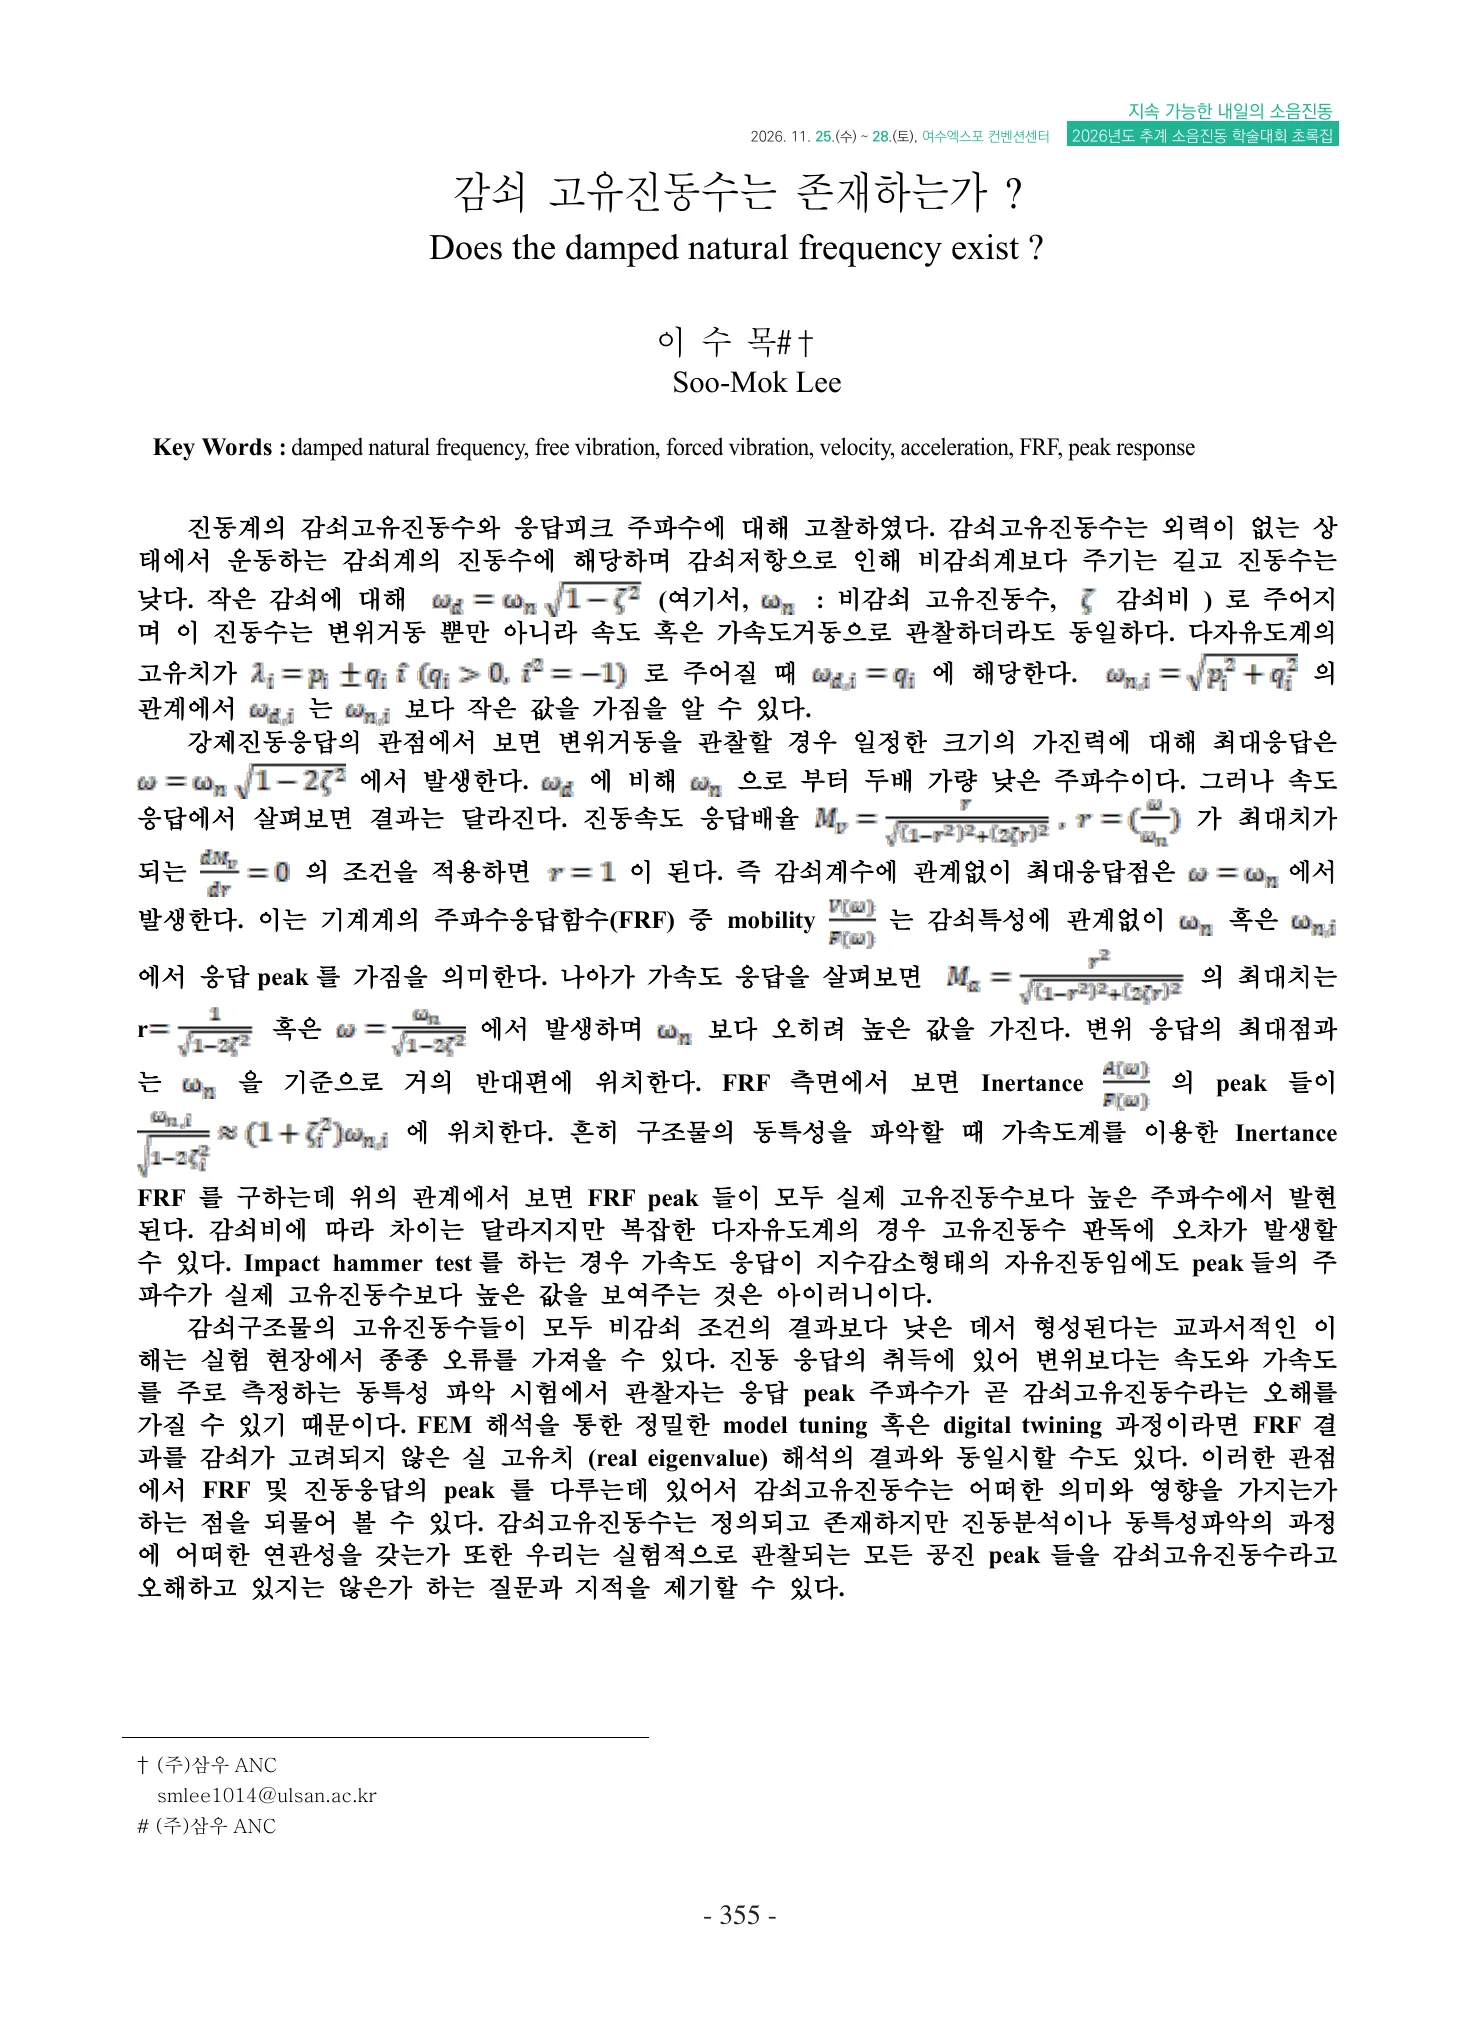 지속 가능한 내일의 소음진동
2026. 11. 25.(수) ~ 28.(토), 여수엑스포 컨벤션센터 2026년도 추계 소음진동 학술대회 초록집
감쇠 고유진동수는 존재하는가 ?
Does the damped natural frequency exist ?
이 수 목#†
Soo-Mok Lee
Key Words : damped natural frequency, free vibration, forced vibration, velocity, acceleration, FRF, peak response
진동계의 감쇠고유진동수와 응답피크 주파수에 대해 고찰하였다. 감쇠고유진동수는 외력이 없는 상
태에서 운동하는 감쇠계의 진동수에 해당하며 감쇠저항으로 인해 비감쇠계보다 주기는 길고 진동수는
낮다. 작은 감쇠에 대해 ω_d = ω_n √(1 − ζ²) (여기서, ω_n : 비감쇠 고유진동수, ζ 감쇠비 ) 로 주어지
며 이 진동수는 변위거동 뿐만 아니라 속도 혹은 가속도거동으로 관찰하더라도 동일하다. 다자유도계의
고유치가 λ_i = p_i ± q_i î (q_i > 0, î² = −1) 로 주어질 때 ω_{d,i} = q_i 에 해당한다. ω_{n,i} = √(p_i² + q_i²) 의
관계에서 ω_{d,i} 는 ω_{n,i} 보다 작은 값을 가짐을 알 수 있다.
강제진동응답의 관점에서 보면 변위거동을 관찰할 경우 일정한 크기의 가진력에 대해 최대응답은
ω = ω_n √(1 − 2ζ²) 에서 발생한다. ω_d 에 비해 ω_n 으로 부터 두배 가량 낮은 주파수이다. 그러나 속도
응답에서 살펴보면 결과는 달라진다. 진동속도 응답배율 M_v = r / √((1−r²)²+(2ζr)²) , r = (ω/ω_n) 가 최대치가
되는 dM_v/dr = 0 의 조건을 적용하면 r = 1 이 된다. 즉 감쇠계수에 관계없이 최대응답점은 ω = ω_n 에서
발생한다. 이는 기계계의 주파수응답함수(FRF) 중 mobility V(ω)/F(ω) 는 감쇠특성에 관계없이 ω_n 혹은 ω_{n,i}
에서 응답 peak 를 가짐을 의미한다. 나아가 가속도 응답을 살펴보면 M_a = r² / √((1−r²)²+(2ζr)²) 의 최대치는
r= 1/√(1−2ζ²) 혹은 ω = ω_n/√(1−2ζ²) 에서 발생하며 ω_n 보다 오히려 높은 값을 가진다. 변위 응답의 최대점과
는 ω_n 을 기준으로 거의 반대편에 위치한다. FRF 측면에서 보면 Inertance A(ω)/F(ω) 의 peak 들이
ω_{n,i}/√(1−2ζ_i²) ≈ (1 + ζ_i²)ω_{n,i} 에 위치한다. 흔히 구조물의 동특성을 파악할 때 가속도계를 이용한 Inertance
FRF 를 구하는데 위의 관계에서 보면 FRF peak 들이 모두 실제 고유진동수보다 높은 주파수에서 발현
된다. 감쇠비에 따라 차이는 달라지지만 복잡한 다자유도계의 경우 고유진동수 판독에 오차가 발생할
수 있다. Impact hammer test 를 하는 경우 가속도 응답이 지수감소형태의 자유진동임에도 peak 들의 주
파수가 실제 고유진동수보다 높은 값을 보여주는 것은 아이러니이다.
감쇠구조물의 고유진동수들이 모두 비감쇠 조건의 결과보다 낮은 데서 형성된다는 교과서적인 이
해는 실험 현장에서 종종 오류를 가져올 수 있다. 진동 응답의 취득에 있어 변위보다는 속도와 가속도
를 주로 측정하는 동특성 파악 시험에서 관찰자는 응답 peak 주파수가 곧 감쇠고유진동수라는 오해를
가질 수 있기 때문이다. FEM 해석을 통한 정밀한 model tuning 혹은 digital twining 과정이라면 FRF 결
과를 감쇠가 고려되지 않은 실 고유치 (real eigenvalue) 해석의 결과와 동일시할 수도 있다. 이러한 관점
에서 FRF 및 진동응답의 peak 를 다루는데 있어서 감쇠고유진동수는 어떠한 의미와 영향을 가지는가
하는 점을 되물어 볼 수 있다. 감쇠고유진동수는 정의되고 존재하지만 진동분석이나 동특성파악의 과정
에 어떠한 연관성을 갖는가 또한 우리는 실험적으로 관찰되는 모든 공진 peak 들을 감쇠고유진동수라고
오해하고 있지는 않은가 하는 질문과 지적을 제기할 수 있다.
† (주)삼우 ANC
smlee1014@ulsan.ac.kr
# (주)삼우 ANC
- 355 -